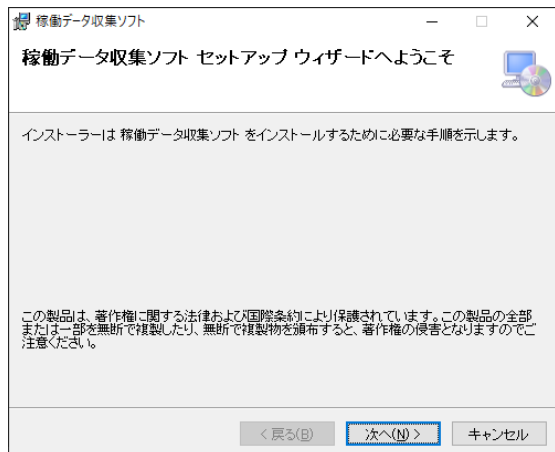 稼働データ収集ソフト
稼働データ収集ソフト セットアップ ウィザードへようこそ
インストーラーは 稼働データ収集ソフト をインストールするために必要な手順を示します。
この製品は、著作権に関する法律および国際条約により保護されています。この製品の全部
または一部を無断で複製したり、無断で複製物を頒布すると、著作権の侵害となりますのでご
注意ください。
< 戻る(B)
次へ(N) >
キャンセル